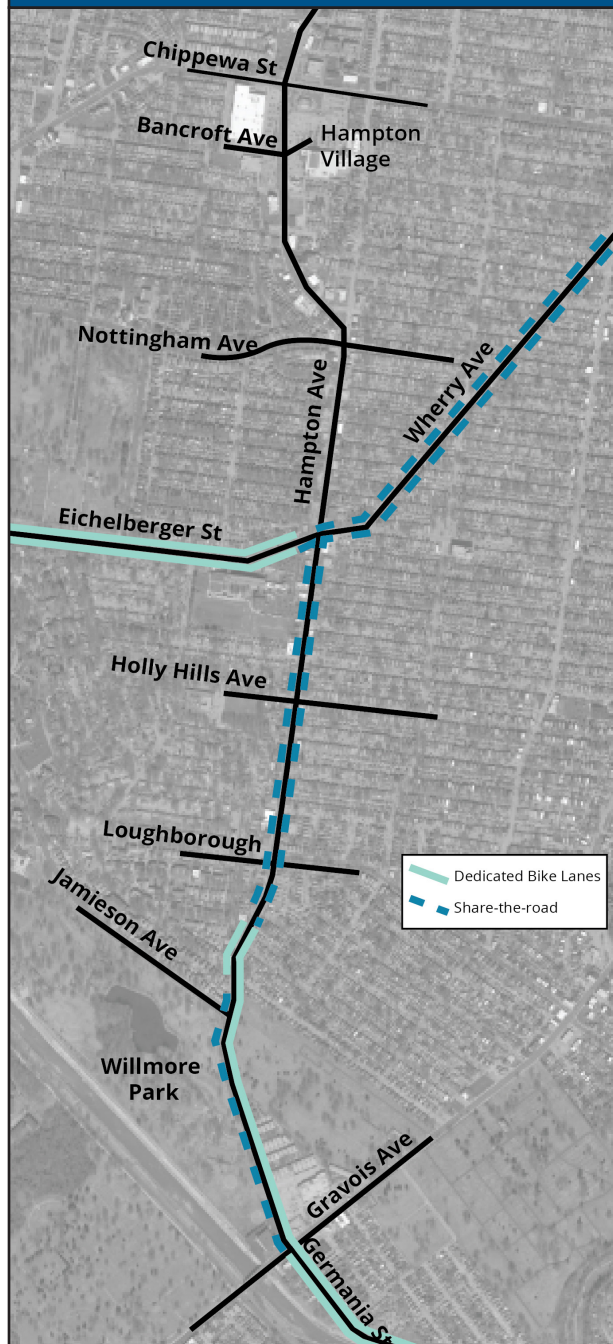 Chippewa St
Bancroft Ave
Hampton
Village
Nottingham Ave
Hampton Ave
Wherry Ave
Eichelberger St
Holly Hills Ave
Loughborough
Jamieson Ave
Dedicated Bike Lanes
Share-the-road
Willmore
Park
Gravois Ave
Germania St